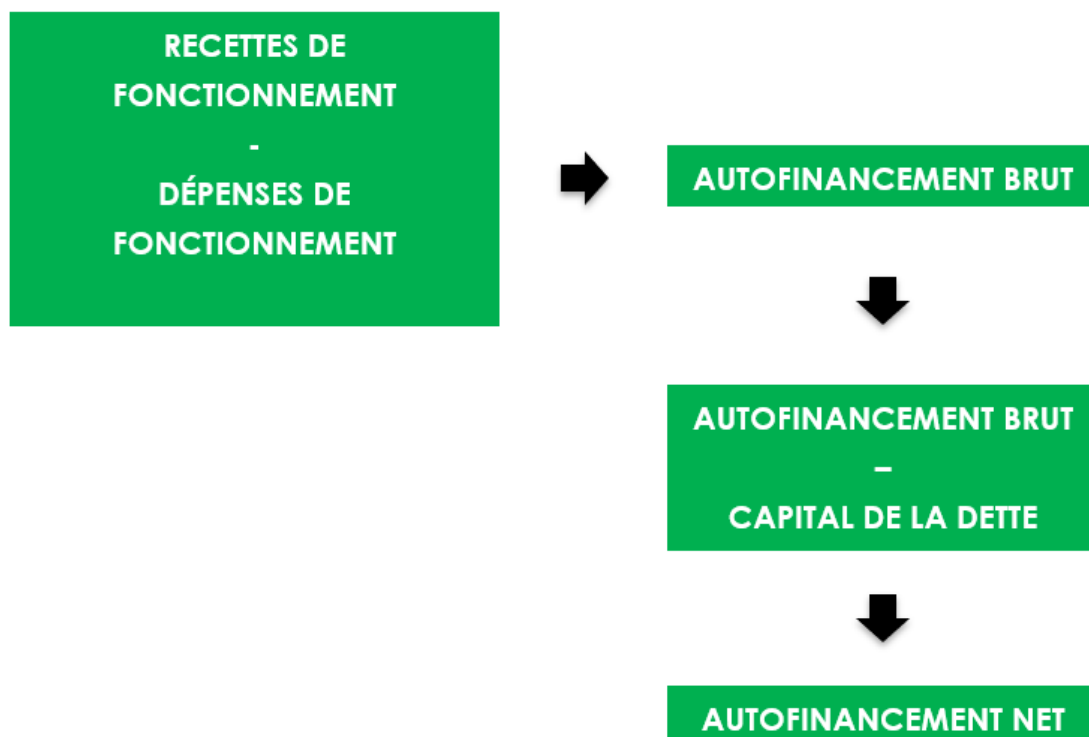 RECETTES DE
FONCTIONNEMENT
-
DÉPENSES DE
FONCTIONNEMENT
AUTOFINANCEMENT BRUT
AUTOFINANCEMENT BRUT
–
CAPITAL DE LA DETTE
AUTOFINANCEMENT NET